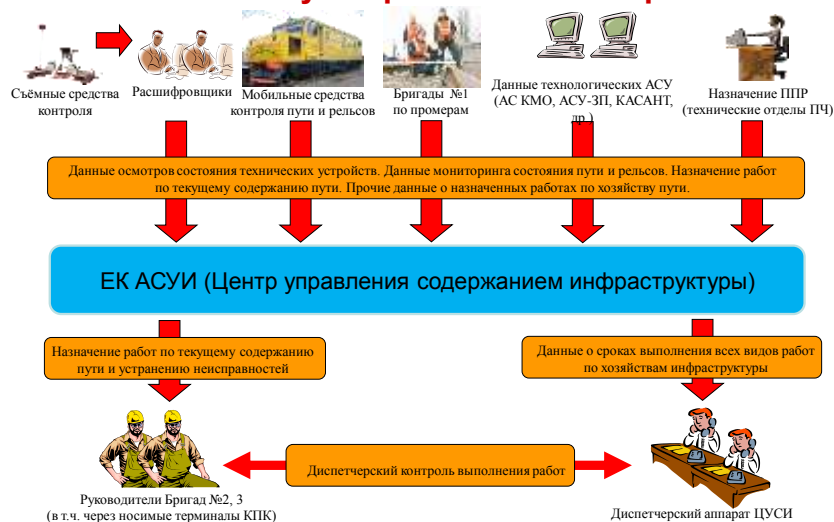 Съёмные средства
контроля
Расшифровщики
Мобильные средства
контроля пути и рельсов
Бригады №1
по промерам
Данные технологических АСУ
(АС КМО, АСУ-ЗП, КАСАНТ,
др.)
Назначение ППР
(технические отделы ПЧ)
Данные осмотров состояния технических устройств. Данные мониторинга состояния пути и рельсов. Назначение работ
по текущему содержанию пути. Прочие данные о назначенных работах по хозяйству пути.
ЕК АСУИ (Центр управления содержанием инфраструктуры)
Назначение работ по текущему содержанию
пути и устранению неисправностей
Данные о сроках выполнения всех видов работ
по хозяйствам инфраструктуры
Диспетчерский контроль выполнения работ
Руководители Бригад №2, 3
(в т.ч. через носимые терминалы КПК)
Диспетчерский аппарат ЦУСИ